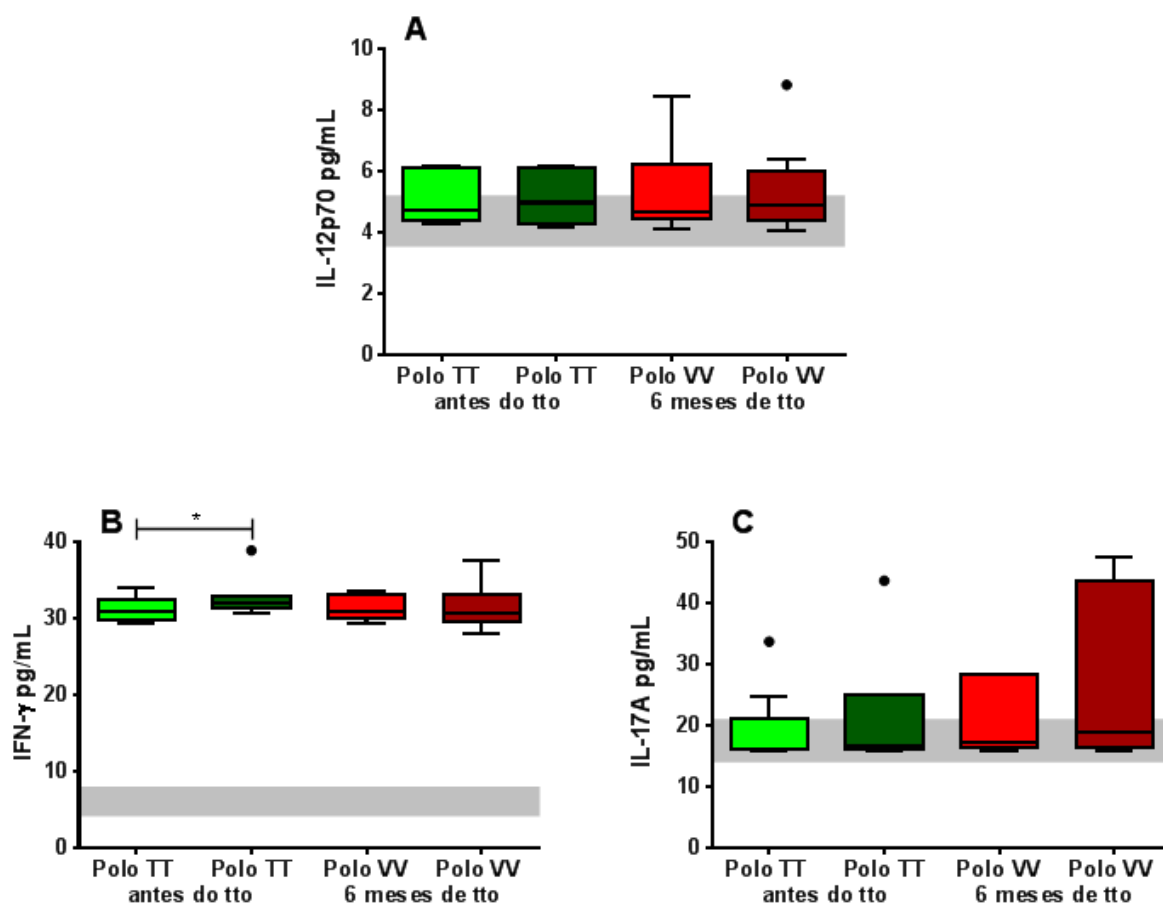 A
10
8
6
4
2
0
IL-12p70 pg/mL
Polo TT Polo TT Polo VV Polo VV
antes do tto 6 meses de tto
B
*
40
30
20
10
0
IFN-γ pg/mL
Polo TT Polo TT Polo VV Polo VV
antes do tto 6 meses de tto
C
50
40
30
20
10
0
IL-17A pg/mL
Polo TT Polo TT Polo VV Polo VV
antes do tto 6 meses de tto